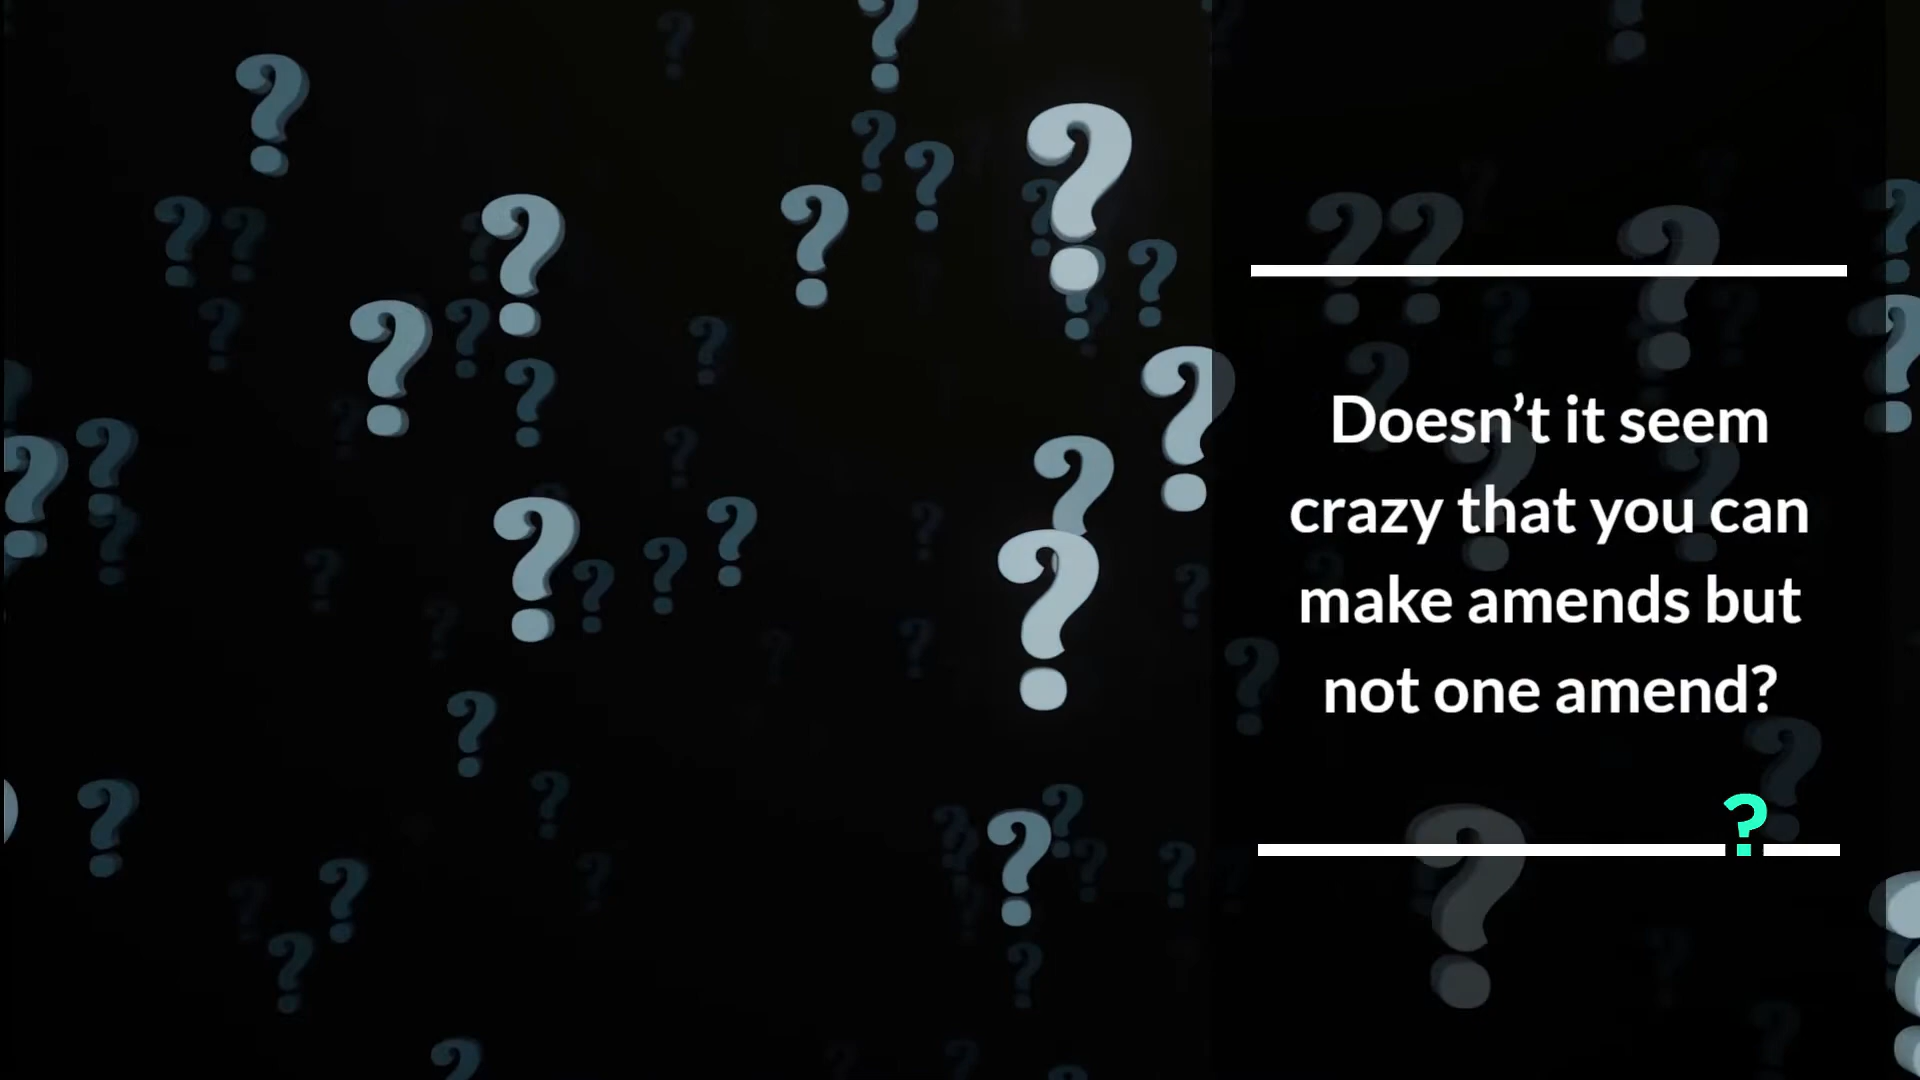 Doesn’t it seem
crazy that you can
make amends but
not one amend?
?